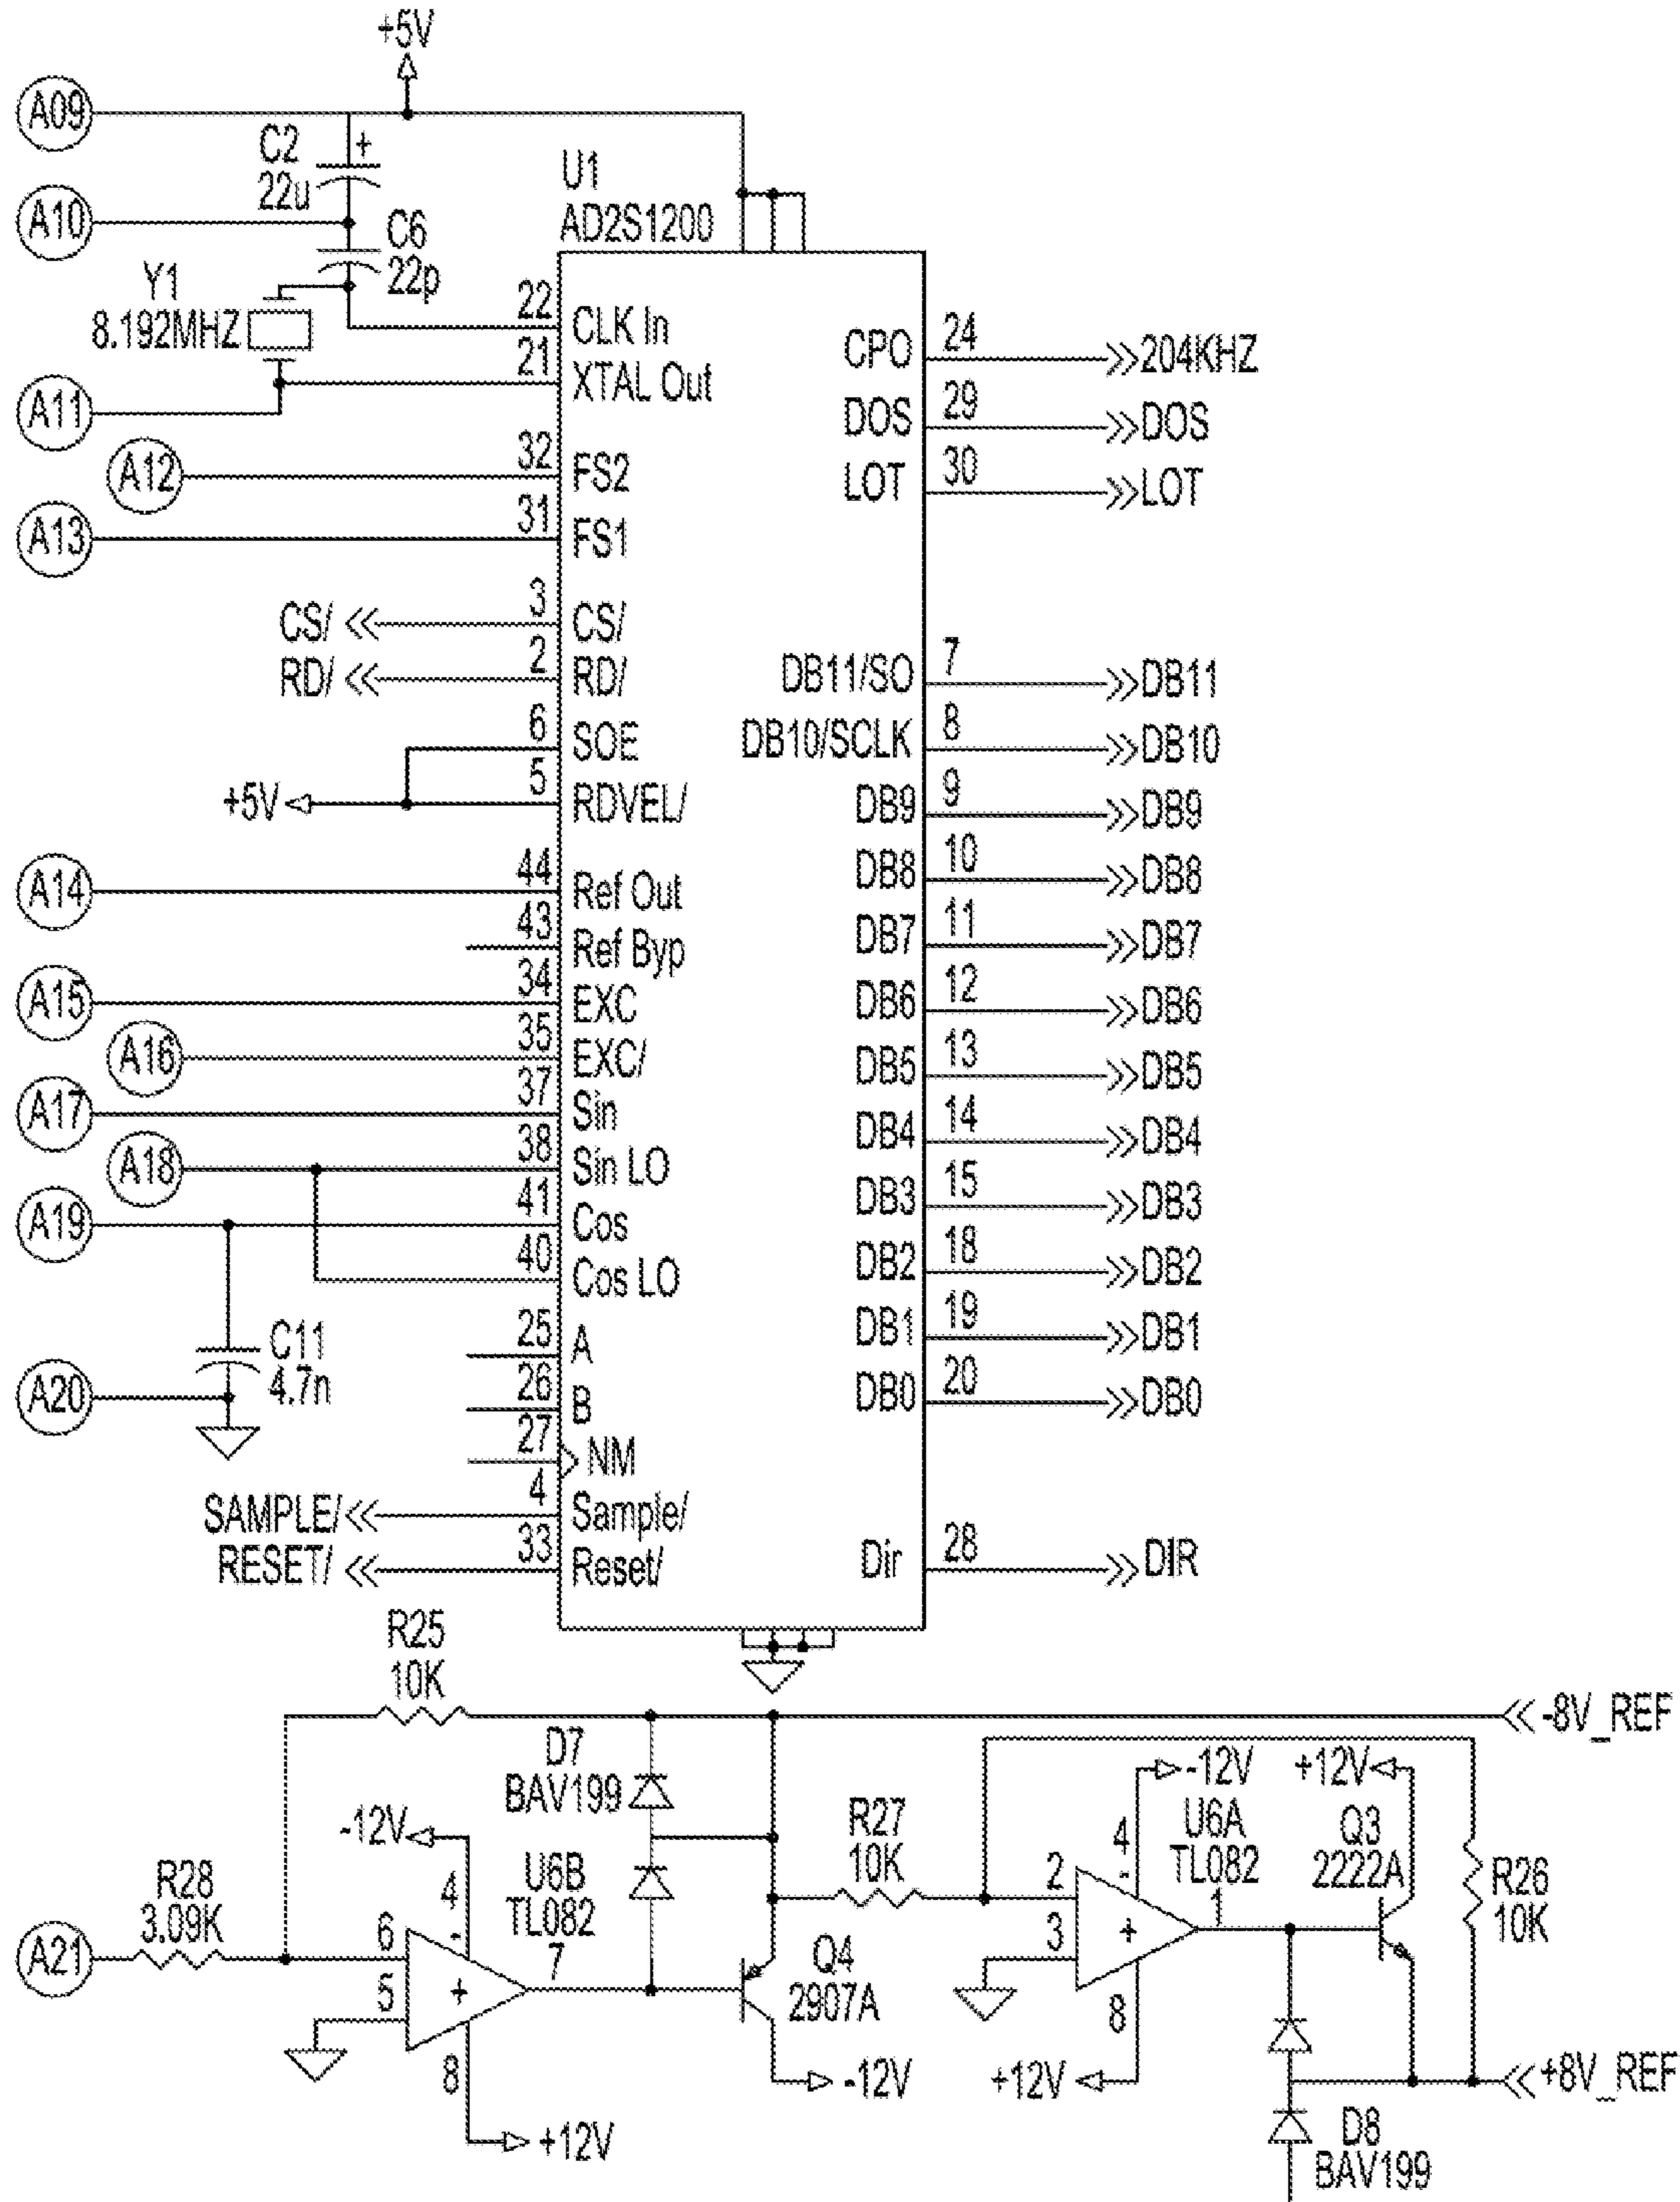 +5V
A09
C2
+
22u
A10
C6
22p
Y1
8.192MHZ
A11
A12
A13
U1
AD2S1200
22 CLK In
21 XTAL Out
32 FS2
31 FS1
CS/ 3 CS/
RD/ 2 RD/
6 SOE
+5V 5 RDVEL/
A14 44 Ref Out
43 Ref Byp
A15 34 EXC
A16 35 EXC/
A17 37 Sin
A18 38 Sin LO
A19 41 Cos
40 Cos LO
C11
4.7n
A20
25 A
26 B
27 NM
SAMPLE/ 4 Sample/
RESET/ 33 Reset/
CPO 24 204KHZ
DOS 29 DOS
LOT 30 LOT
DB11/SO 7 DB11
DB10/SCLK 8 DB10
DB9 9 DB9
DB8 10 DB8
DB7 11 DB7
DB6 12 DB6
DB5 13 DB5
DB4 14 DB4
DB3 15 DB3
DB2 18 DB2
DB1 19 DB1
DB0 20 DB0
Dir 28 DIR
R25
10K
-8V_REF
D7
BAV199
-12V
4
-
U6B
TL082
R28
3.09K
A21
6
5
+
7
8
+12V
Q4
2907A
-12V
R27
10K
-12V
+12V
U6A
TL082
4
-
2
3
+
1
8
+12V
Q3
2222A
R26
10K
+8V_REF
D8
BAV199